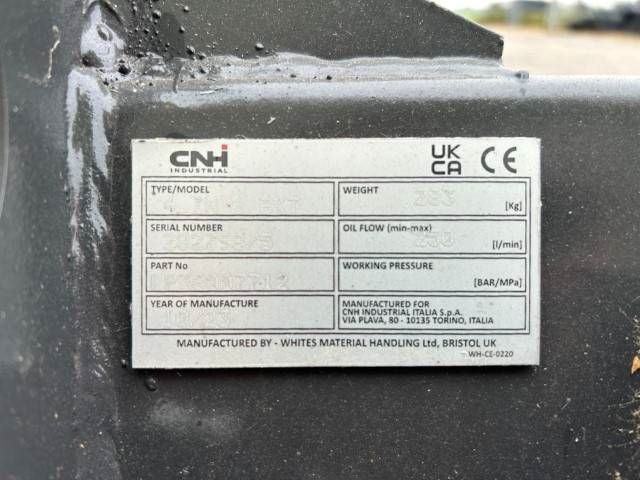 CNHi
INDUSTRIAL
UK
CA CE
TYPE/MODEL
WEIGHT
[Kg]
SERIAL NUMBER
OIL FLOW (min-max)
[l/min]
PART No
WORKING PRESSURE
[BAR/MPa]
YEAR OF MANUFACTURE
MANUFACTURED FOR
CNH INDUSTRIAL ITALIA S.p.A.
VIA PLAVA, 80 - 10135 TORINO, ITALIA
MANUFACTURED BY - WHITES MATERIAL HANDLING Ltd, BRISTOL UK
WH-CE-0220